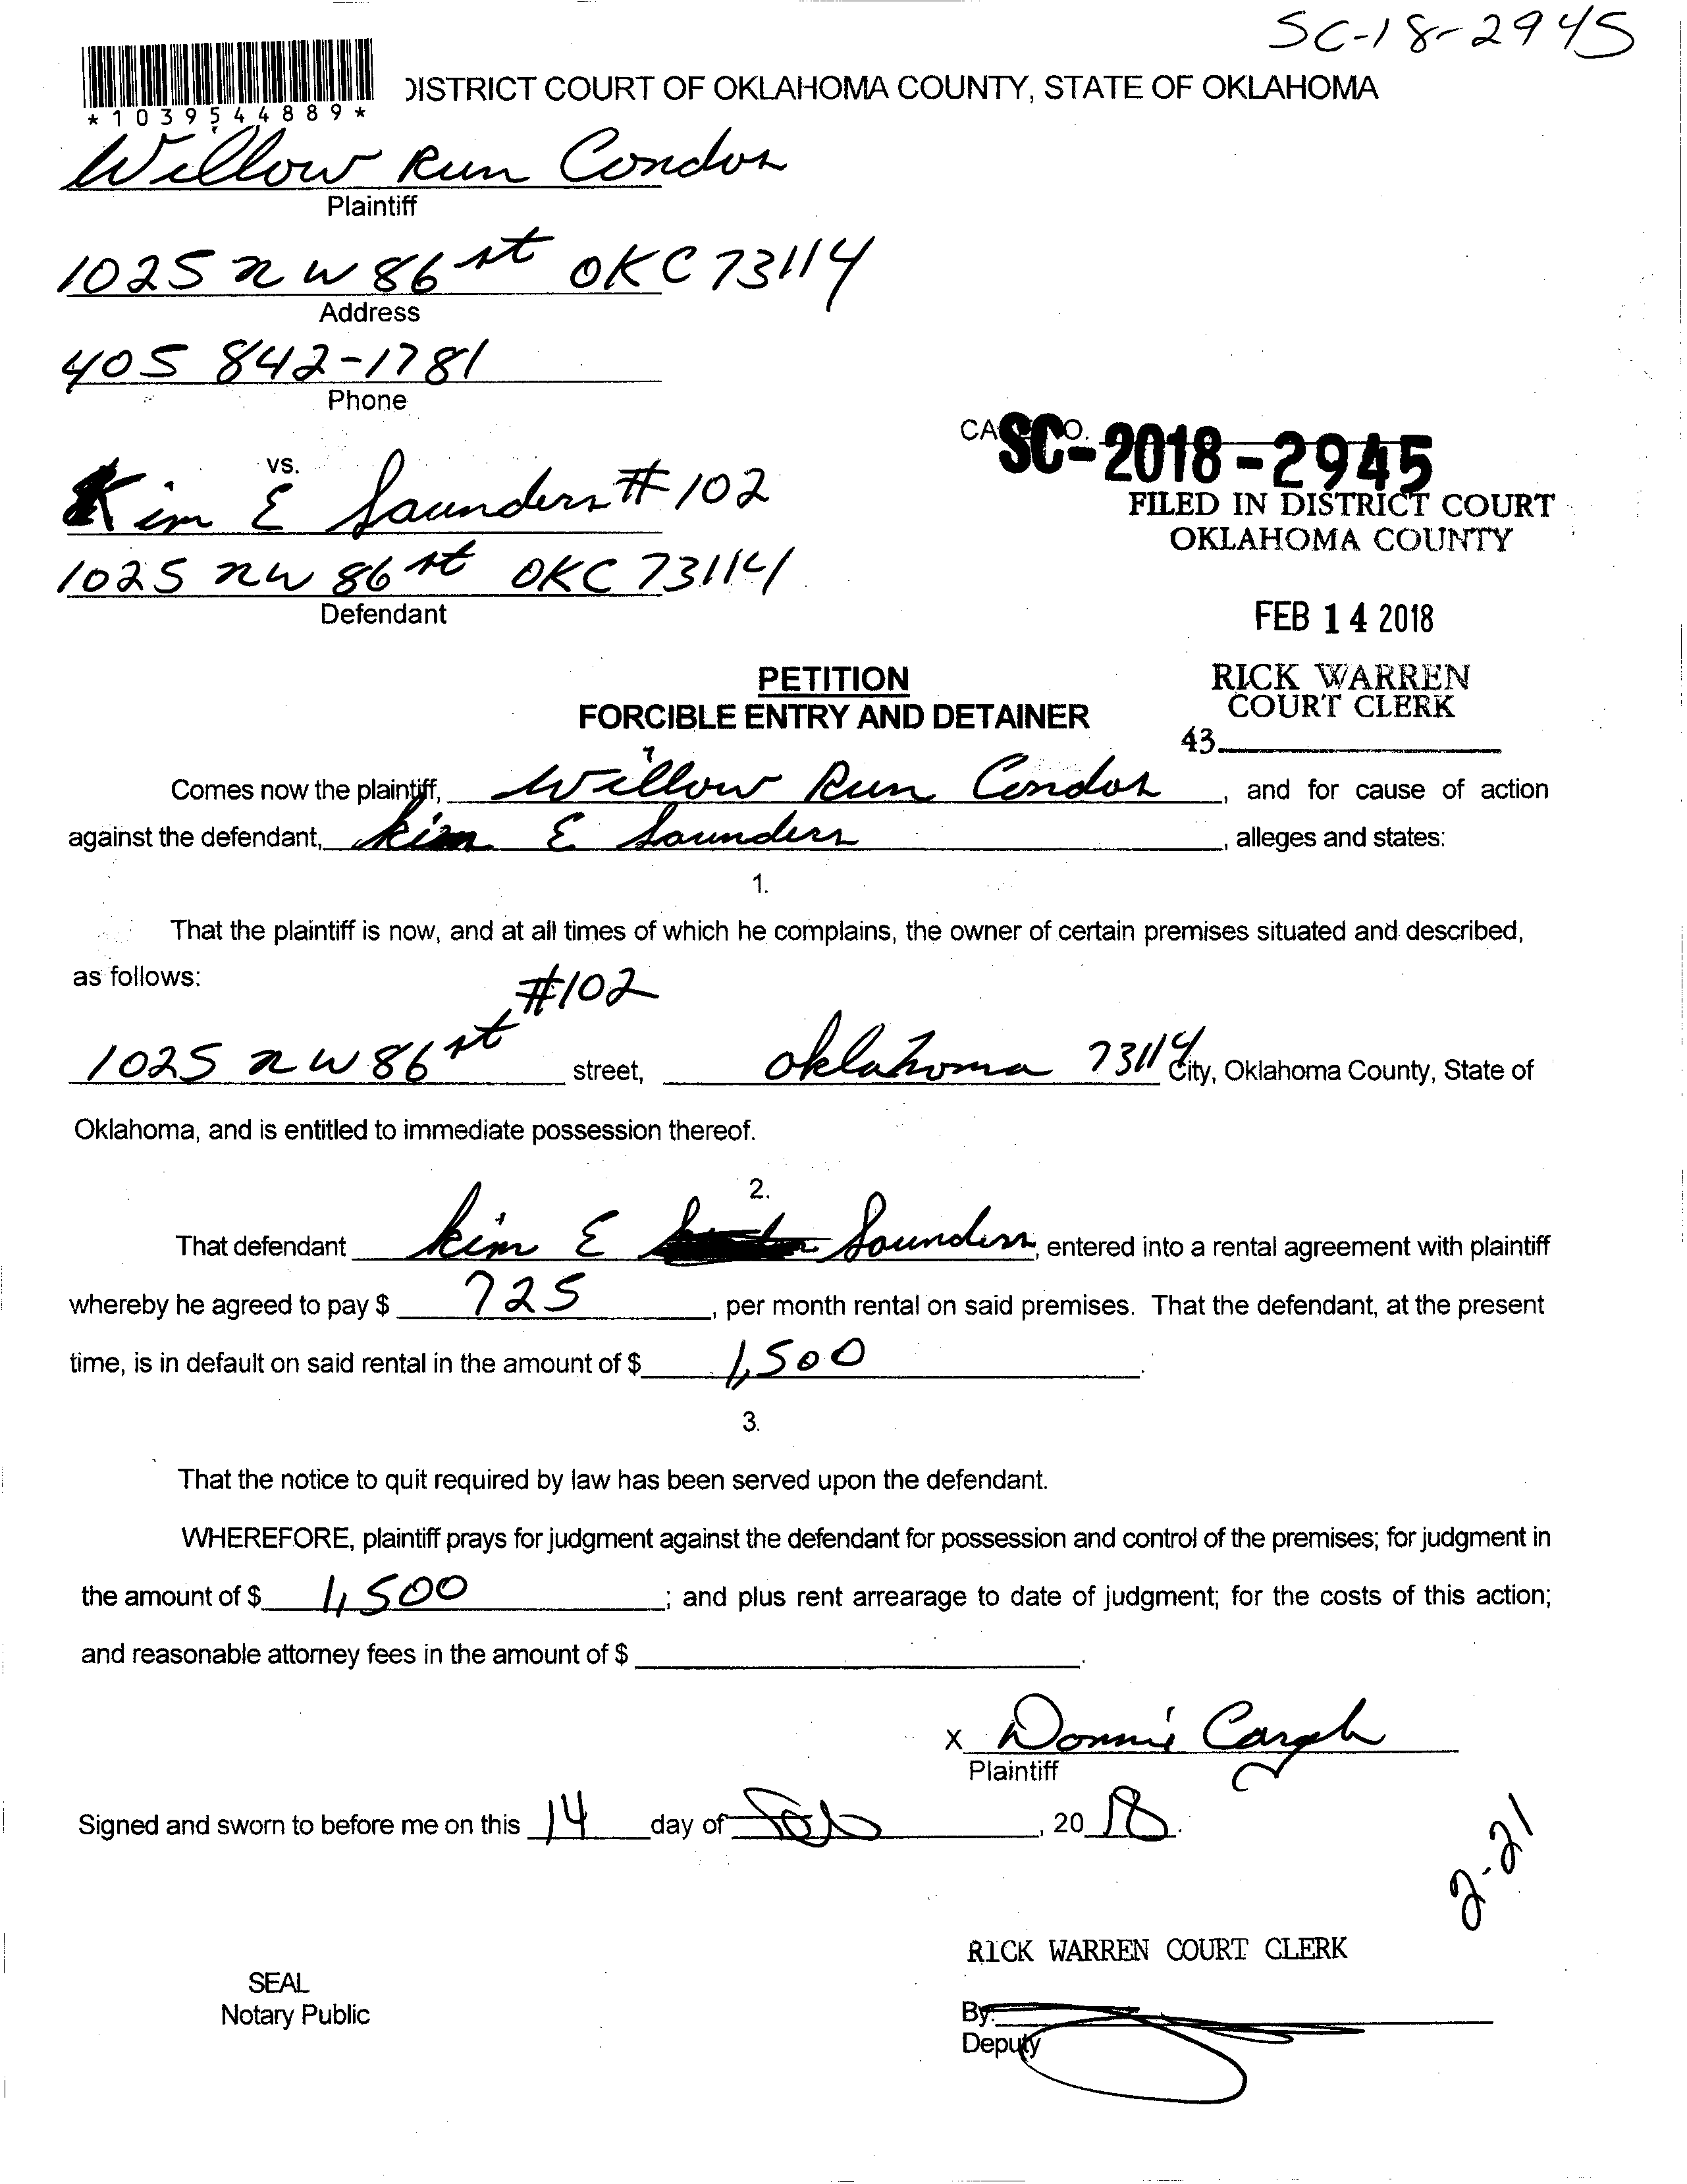 SC-18-2945
*1039544889*
DISTRICT COURT OF OKLAHOMA COUNTY, STATE OF OKLAHOMA
Willow Run Condos
Plaintiff
1025 NW 86 st OKC 73114
Address
405 842-1781
Phone
CA O.
SC-2018-2945
FILED IN DISTRICT COURT
OKLAHOMA COUNTY
vs.
Kim E Saunders #102
1025 NW 86 st OKC 73114
Defendant
FEB 14 2018
RICK WARREN
COURT CLERK
43
PETITION
FORCIBLE ENTRY AND DETAINER
Comes now the plaintiff, Willow Run Condos, and for cause of action
against the defendant, Kim E Saunders, alleges and states:
1.
That the plaintiff is now, and at all times of which he complains, the owner of certain premises situated and described,
as follows:
#102
1025 NW 86 st street, Oklahoma 73114 City, Oklahoma County, State of
Oklahoma, and is entitled to immediate possession thereof.
2.
That defendant Kim E Saunders, entered into a rental agreement with plaintiff
whereby he agreed to pay $ 725, per month rental on said premises. That the defendant, at the present
time, is in default on said rental in the amount of $ 1,500.
3.
That the notice to quit required by law has been served upon the defendant.
WHEREFORE, plaintiff prays for judgment against the defendant for possession and control of the premises; for judgment in
the amount of $ 1,500; and plus rent arrearage to date of judgment; for the costs of this action;
and reasonable attorney fees in the amount of $ .
X Donnie
Plaintiff
Signed and sworn to before me on this 14 day of Feb, 2018.
2-21
RICK WARREN COURT CLERK
SEAL
Notary Public
By:
Deputy